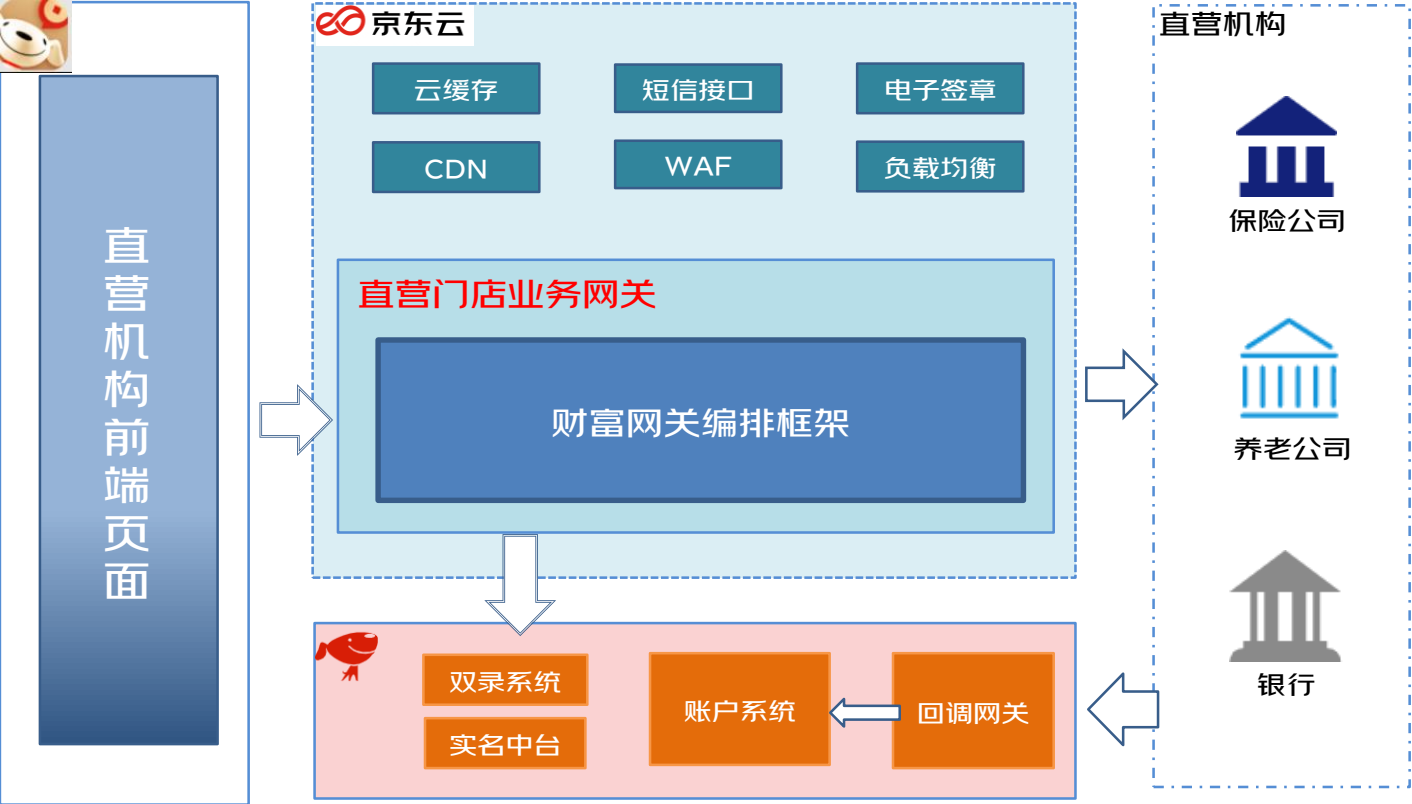 直营机构前端页面
京东云
云缓存
短信接口
电子签章
CDN
WAF
负载均衡
直营门店业务网关
财富网关编排框架
双录系统
实名中台
账户系统
回调网关
直营机构
保险公司
养老公司
银行